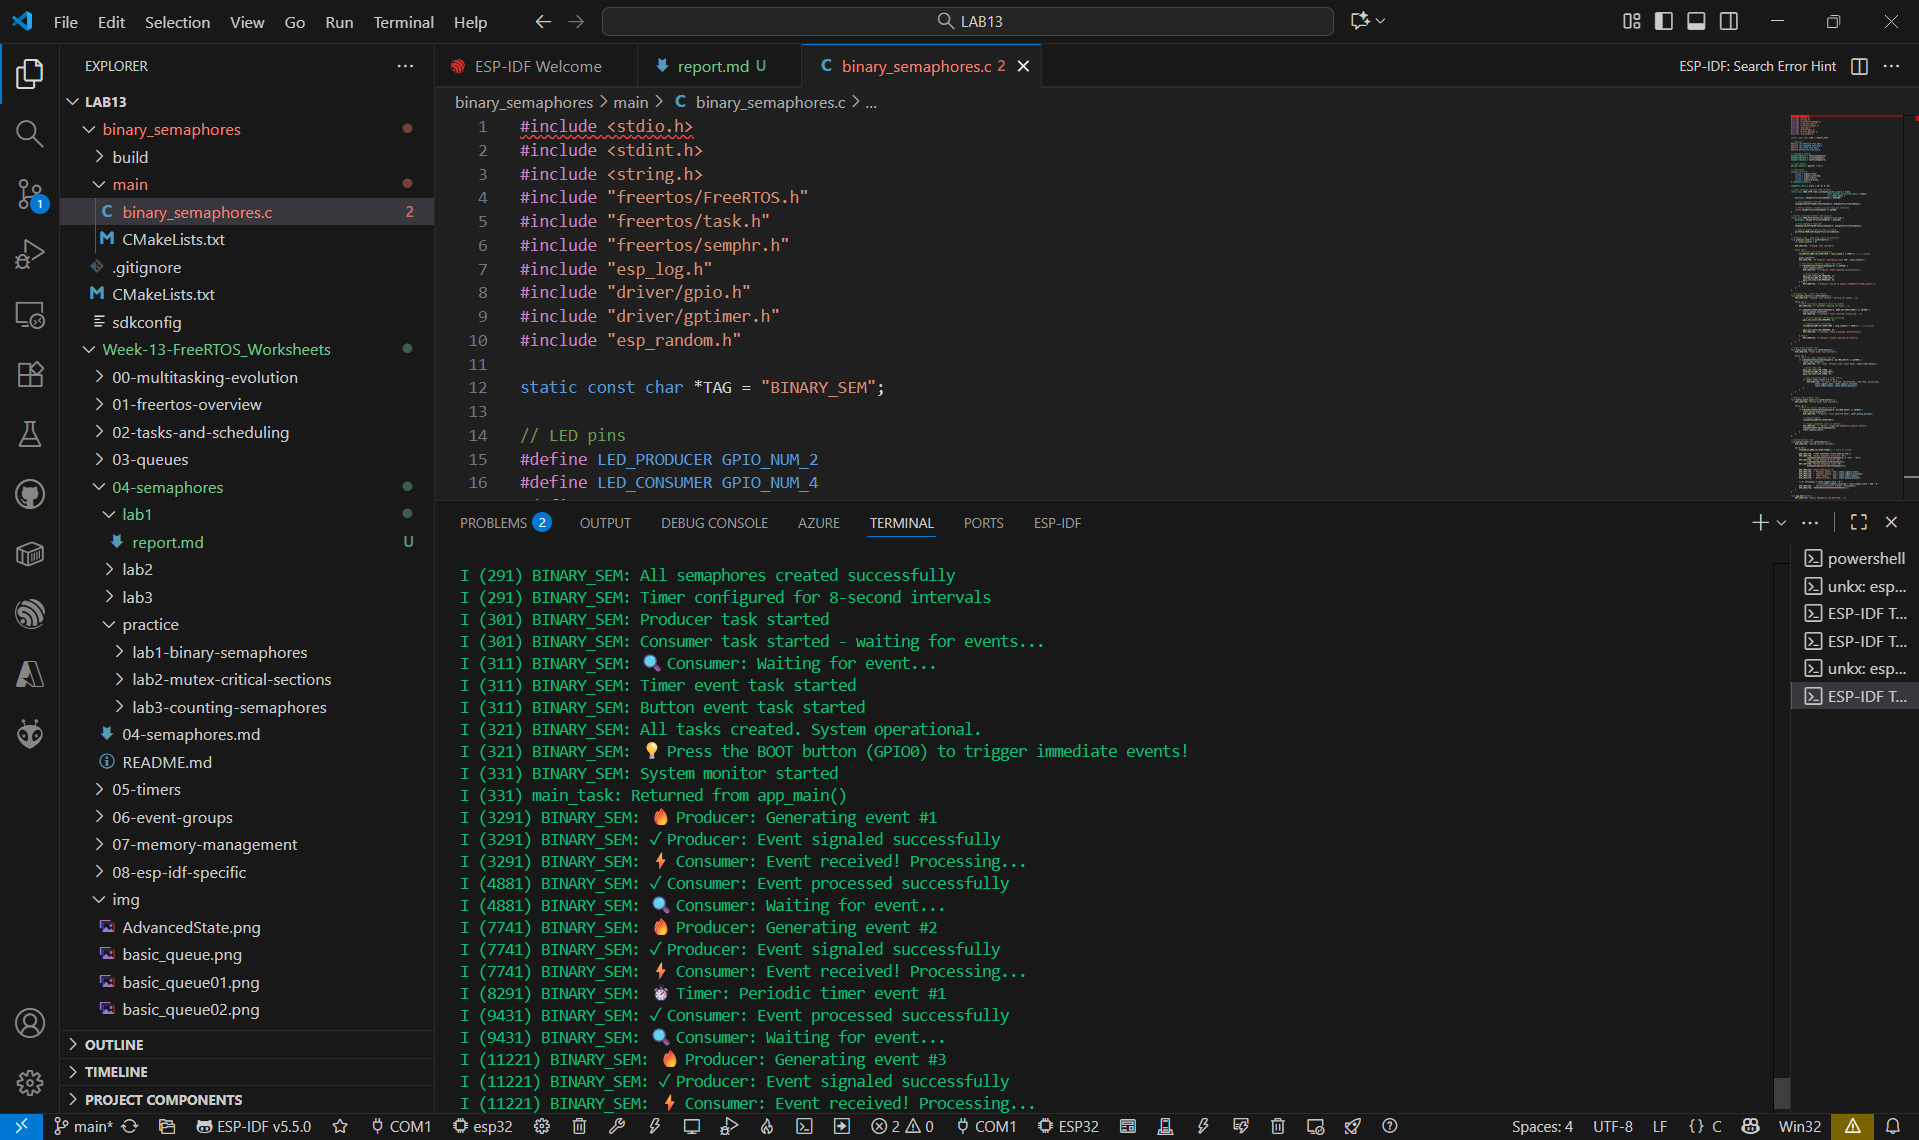 File Edit Selection View Go Run Terminal Help
LAB13
EXPLORER
LAB13
binary_semaphores
build
main
C binary_semaphores.c 2
M CMakeLists.txt
.gitignore
M CMakeLists.txt
sdkconfig
Week-13-FreeRTOS_Worksheets
00-multitasking-evolution
01-freertos-overview
02-tasks-and-scheduling
03-queues
04-semaphores
lab1
report.md U
lab2
lab3
practice
lab1-binary-semaphores
lab2-mutex-critical-sections
lab3-counting-semaphores
04-semaphores.md
README.md
05-timers
06-event-groups
07-memory-management
08-esp-idf-specific
img
AdvancedState.png
basic_queue.png
basic_queue01.png
basic_queue02.png
OUTLINE
TIMELINE
PROJECT COMPONENTS
1
ESP-IDF Welcome
report.md U
C binary_semaphores.c 2
ESP-IDF: Search Error Hint
binary_semaphores > main > C binary_semaphores.c > ...
1 #include <stdio.h>
2 #include <stdint.h>
3 #include <string.h>
4 #include "freertos/FreeRTOS.h"
5 #include "freertos/task.h"
6 #include "freertos/semphr.h"
7 #include "esp_log.h"
8 #include "driver/gpio.h"
9 #include "driver/gptimer.h"
10 #include "esp_random.h"
11
12 static const char *TAG = "BINARY_SEM";
13
14 // LED pins
15 #define LED_PRODUCER GPIO_NUM_2
16 #define LED_CONSUMER GPIO_NUM_4
PROBLEMS 2 OUTPUT DEBUG CONSOLE AZURE TERMINAL PORTS ESP-IDF
I (291) BINARY_SEM: All semaphores created successfully
I (291) BINARY_SEM: Timer configured for 8-second intervals
I (301) BINARY_SEM: Producer task started
I (301) BINARY_SEM: Consumer task started - waiting for events...
I (311) BINARY_SEM: 🔍 Consumer: Waiting for event...
I (311) BINARY_SEM: Timer event task started
I (311) BINARY_SEM: Button event task started
I (321) BINARY_SEM: All tasks created. System operational.
I (321) BINARY_SEM: 💡 Press the BOOT button (GPIO0) to trigger immediate events!
I (331) BINARY_SEM: System monitor started
I (331) main_task: Returned from app_main()
I (3291) BINARY_SEM: 🔥 Producer: Generating event #1
I (3291) BINARY_SEM: ✓ Producer: Event signaled successfully
I (3291) BINARY_SEM: ⚡ Consumer: Event received! Processing...
I (4881) BINARY_SEM: ✓ Consumer: Event processed successfully
I (4881) BINARY_SEM: 🔍 Consumer: Waiting for event...
I (7741) BINARY_SEM: 🔥 Producer: Generating event #2
I (7741) BINARY_SEM: ✓ Producer: Event signaled successfully
I (7741) BINARY_SEM: ⚡ Consumer: Event received! Processing...
I (8291) BINARY_SEM: ⏱ Timer: Periodic timer event #1
I (9431) BINARY_SEM: ✓ Consumer: Event processed successfully
I (9431) BINARY_SEM: 🔍 Consumer: Waiting for event...
I (11221) BINARY_SEM: 🔥 Producer: Generating event #3
I (11221) BINARY_SEM: ✓ Producer: Event signaled successfully
I (11221) BINARY_SEM: ⚡ Consumer: Event received! Processing...
powershell
unkx: esp...
ESP-IDF T...
ESP-IDF T...
unkx: esp...
ESP-IDF T...
main* ESP-IDF v5.5.0 COM1 esp32 2 0 COM1 ESP32 Spaces: 4 UTF-8 LF {} C Win32